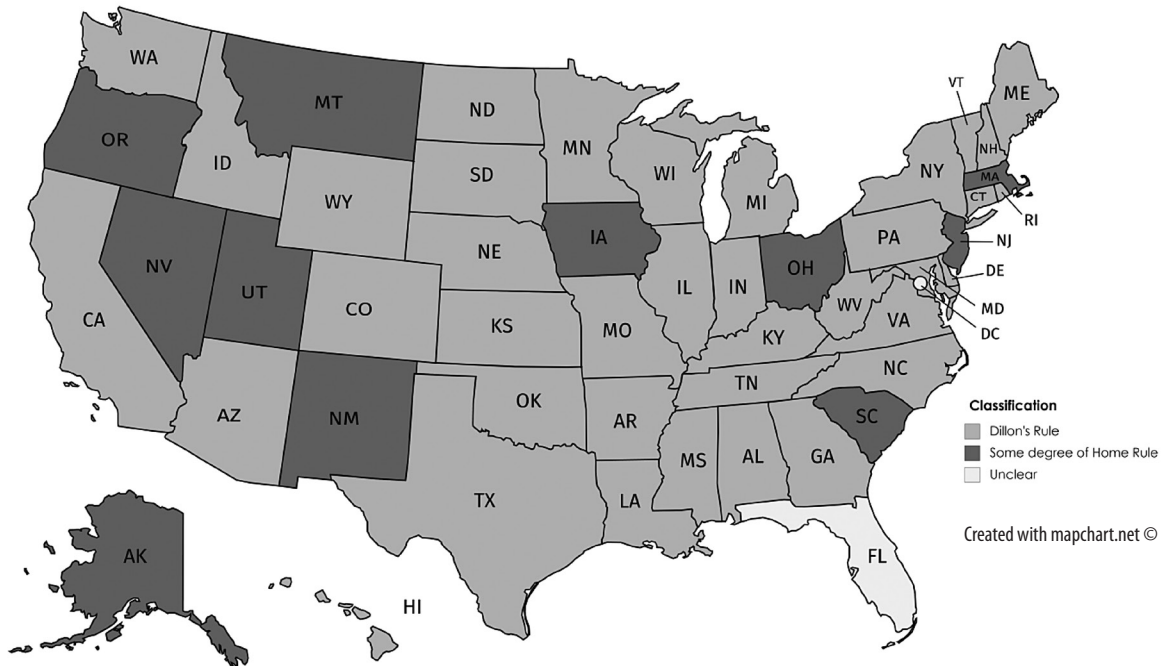 WA
MT
ND
MN
VT
ME
OR
ID
SD
WI
MI
NY
NH
MA
CT
RI
WY
IA
NE
PA
NJ
NV
UT
CO
IL
IN
OH
DE
MD
DC
CA
KS
MO
WV
VA
KY
AZ
NM
OK
AR
TN
NC
SC
MS
AL
GA
TX
LA
FL
AK
HI
Classification
Dillon's Rule
Some degree of Home Rule
Unclear
Created with mapchart.net ©